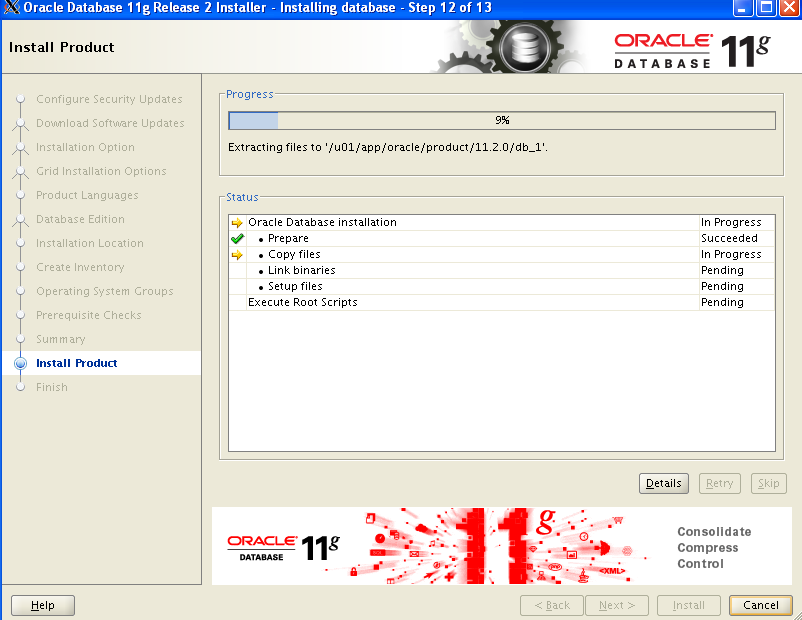 Oracle Database 11g Release 2 Installer - Installing database - Step 12 of 13
Install Product
ORACLE
DATABASE
11g
Configure Security Updates
Download Software Updates
Installation Option
Grid Installation Options
Product Languages
Database Edition
Installation Location
Create Inventory
Operating System Groups
Prerequisite Checks
Summary
Install Product
Finish
Progress
9%
Extracting files to '/u01/app/oracle/product/11.2.0/db_1'.
Status
Oracle Database installation In Progress
• Prepare Succeeded
• Copy files In Progress
• Link binaries Pending
• Setup files Pending
Execute Root Scripts Pending
Details Retry Skip
ORACLE
DATABASE
11g
11g
<XML>
Consolidate
Compress
Control
Help < Back Next > Install Cancel